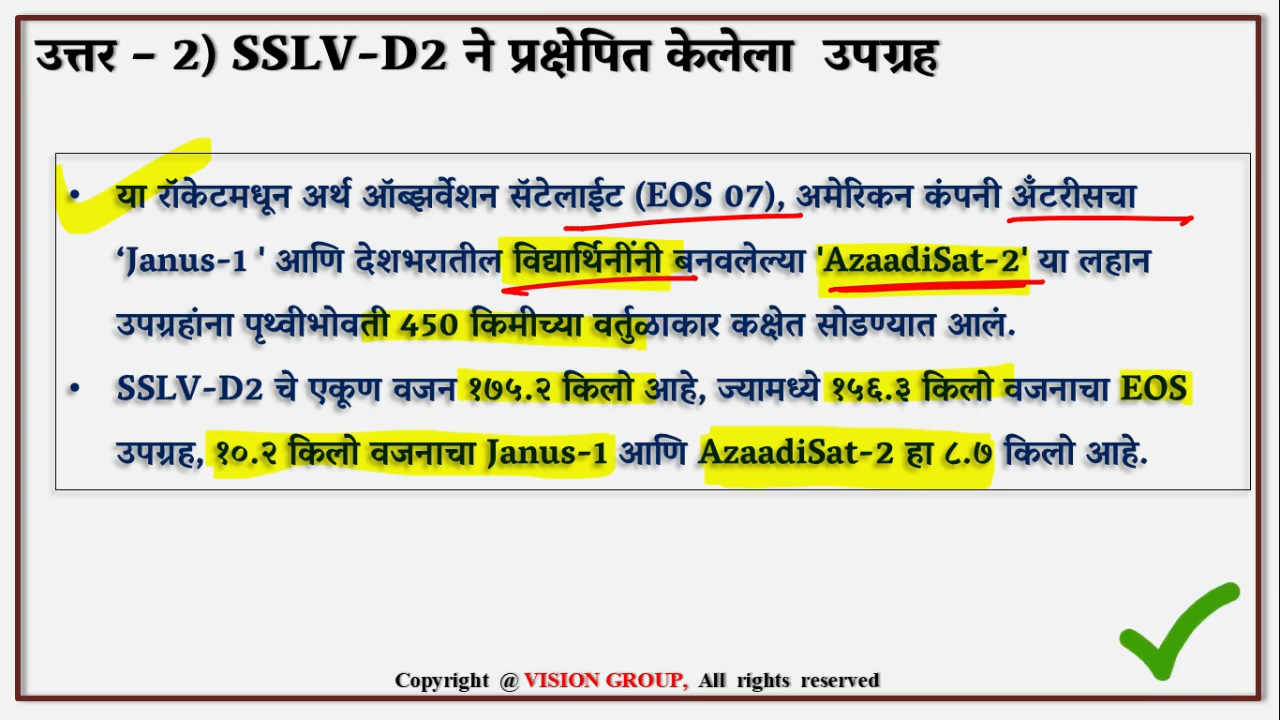 उत्तर – 2) SSLV-D2 ने प्रक्षेपित केलेला उपग्रह
• या रॉकेटमधून अर्थ ऑब्झर्वेशन सॅटेलाईट (EOS 07), अमेरिकन कंपनी अँटरीसचा
‘Janus-1 ' आणि देशभरातील विद्यार्थिनींनी बनवलेल्या 'AzaadiSat-2' या लहान
उपग्रहांना पृथ्वीभोवती 450 किमीच्या वर्तुळाकार कक्षेत सोडण्यात आलं.
• SSLV-D2 चे एकूण वजन १७५.२ किलो आहे, ज्यामध्ये १५६.३ किलो वजनाचा EOS
उपग्रह, १०.२ किलो वजनाचा Janus-1 आणि AzaadiSat-2 हा ८.७ किलो आहे.
Copyright @ VISION GROUP, All rights reserved